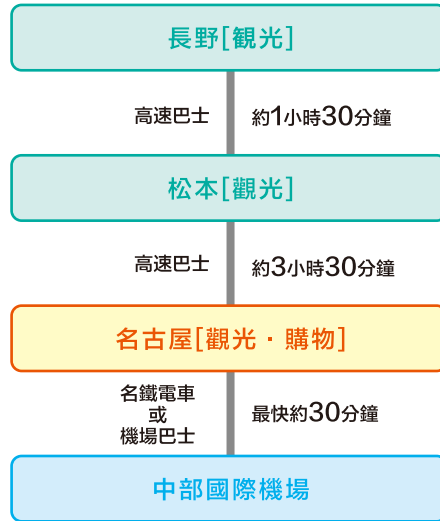 長野[観光]
高速巴士 約1小時30分鐘
松本[觀光]
高速巴士 約3小時30分鐘
名古屋[觀光・購物]
名鐵電車
或
機場巴士
最快約30分鐘
中部國際機場